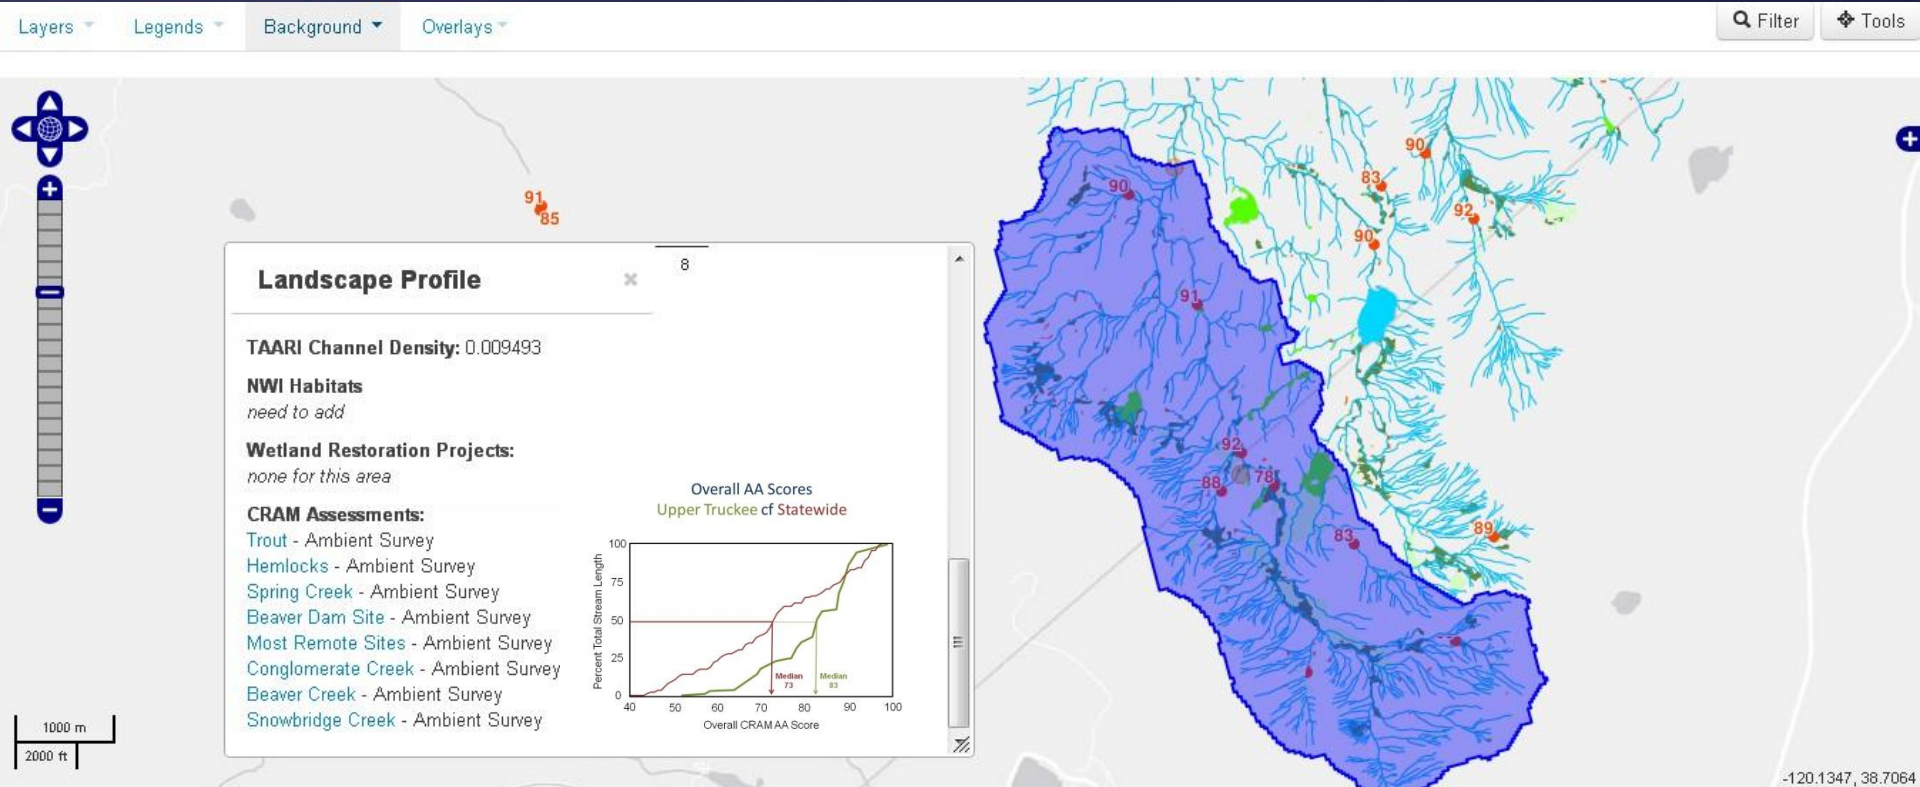 Layers
Legends
Background
Overlays
Filter
Tools
91
85
90
83
92
90
90
91
92
88
78
83
89
Landscape Profile
8
TAARI Channel Density: 0.009493
NWI Habitats
need to add
Wetland Restoration Projects:
none for this area
CRAM Assessments:
Trout - Ambient Survey
Hemlocks - Ambient Survey
Spring Creek - Ambient Survey
Beaver Dam Site - Ambient Survey
Most Remote Sites - Ambient Survey
Conglomerate Creek - Ambient Survey
Beaver Creek - Ambient Survey
Snowbridge Creek - Ambient Survey
Overall AA Scores
Upper Truckee cf Statewide
Percent Total Stream Length
100
75
50
25
0
Median
73
Median
83
40 50 60 70 80 90 100
Overall CRAM AA Score
1000 m
2000 ft
-120.1347, 38.7064